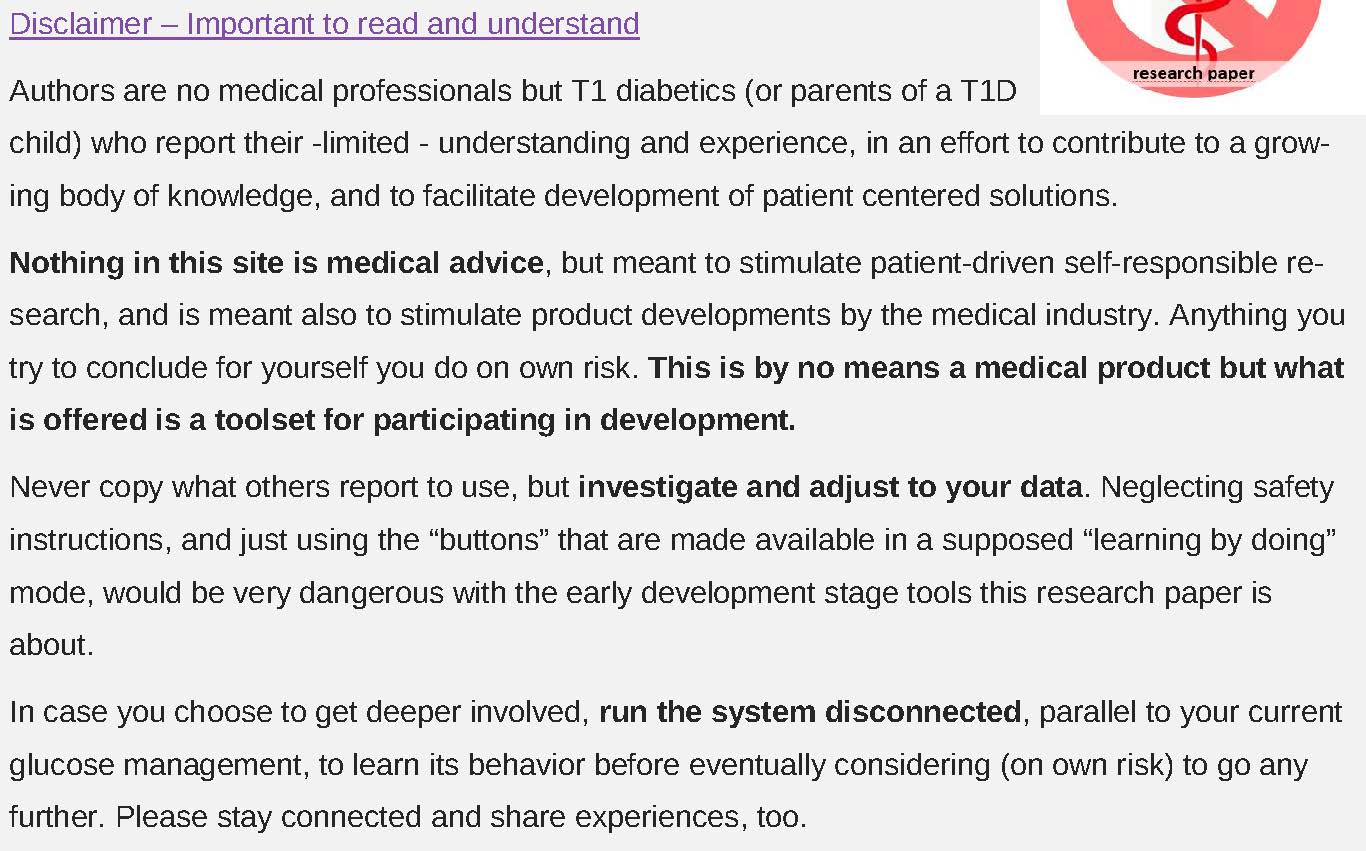 Disclaimer – Important to read and understand
research paper
Authors are no medical professionals but T1 diabetics (or parents of a T1D
child) who report their -limited - understanding and experience, in an effort to contribute to a grow-
ing body of knowledge, and to facilitate development of patient centered solutions.
Nothing in this site is medical advice, but meant to stimulate patient-driven self-responsible re-
search, and is meant also to stimulate product developments by the medical industry. Anything you
try to conclude for yourself you do on own risk. This is by no means a medical product but what
is offered is a toolset for participating in development.
Never copy what others report to use, but investigate and adjust to your data. Neglecting safety
instructions, and just using the “buttons” that are made available in a supposed “learning by doing”
mode, would be very dangerous with the early development stage tools this research paper is
about.
In case you choose to get deeper involved, run the system disconnected, parallel to your current
glucose management, to learn its behavior before eventually considering (on own risk) to go any
further. Please stay connected and share experiences, too.